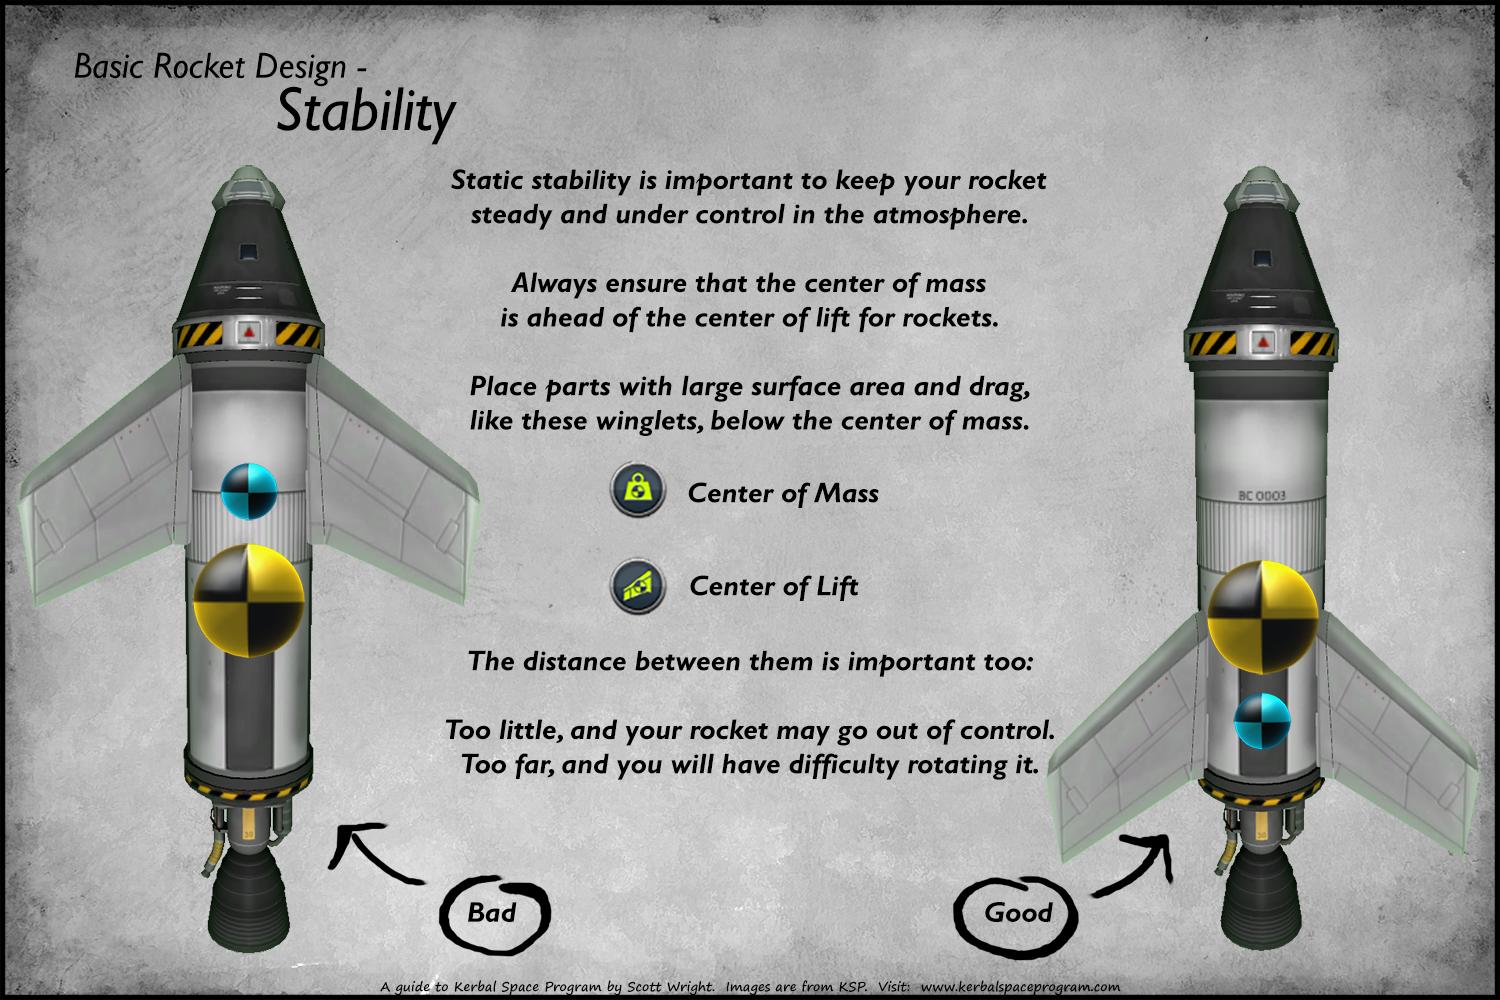 Basic Rocket Design -
Stability
Static stability is important to keep your rocket
steady and under control in the atmosphere.
Always ensure that the center of mass
is ahead of the center of lift for rockets.
Place parts with large surface area and drag,
like these winglets, below the center of mass.
Center of Mass
Center of Lift
The distance between them is important too:
Too little, and your rocket may go out of control.
Too far, and you will have difficulty rotating it.
BC 0003
30
30
Bad
Good
A guide to Kerbal Space Program by Scott Wright. Images are from KSP. Visit: www.kerbalspaceprogram.com